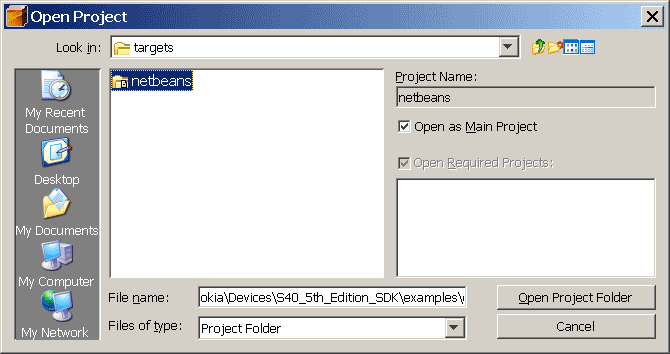 Open Project
Look in:
targets
My Recent
Documents
Desktop
My Documents
My Computer
My Network
netbeans
Project Name:
netbeans
Open as Main Project
Open Required Projects:
File name:
okia\Devices\S40_5th_Edition_SDK\examples\
Open Project Folder
Files of type:
Project Folder
Cancel